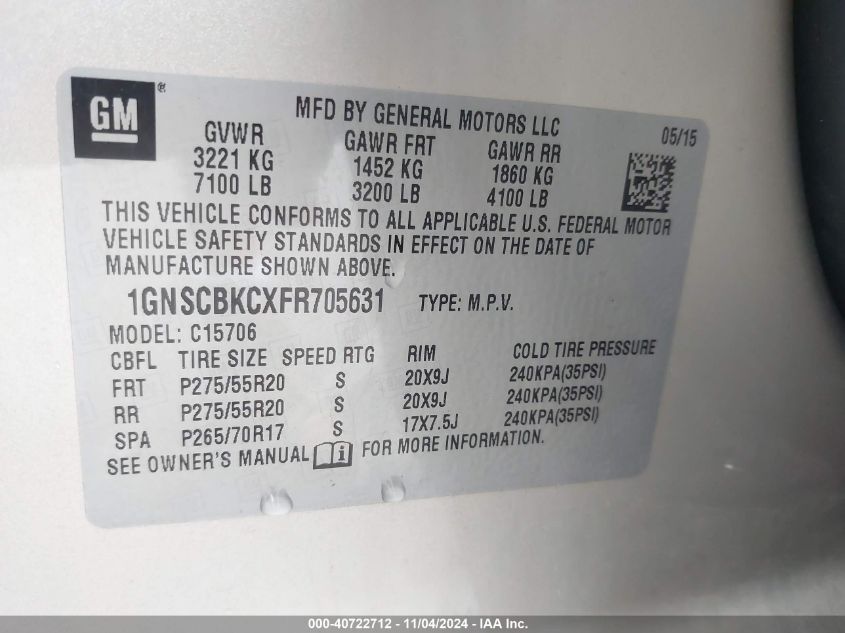 GM ®
MFD BY GENERAL MOTORS LLC 05/15
GVWR GAWR FRT GAWR RR
3221 KG 1452 KG 1860 KG
7100 LB 3200 LB 4100 LB
THIS VEHICLE CONFORMS TO ALL APPLICABLE U.S. FEDERAL MOTOR
VEHICLE SAFETY STANDARDS IN EFFECT ON THE DATE OF
MANUFACTURE SHOWN ABOVE.
1GNSCBKCXFR705631 TYPE: M.P.V.
MODEL: C15706
CBFL TIRE SIZE SPEED RTG RIM COLD TIRE PRESSURE
FRT P275/55R20 S 20X9J 240KPA(35PSI)
RR P275/55R20 S 20X9J 240KPA(35PSI)
SPA P265/70R17 S 17X7.5J 240KPA(35PSI)
SEE OWNER'S MANUAL i FOR MORE INFORMATION.
000-40722712 - 11/04/2024 - IAA Inc.